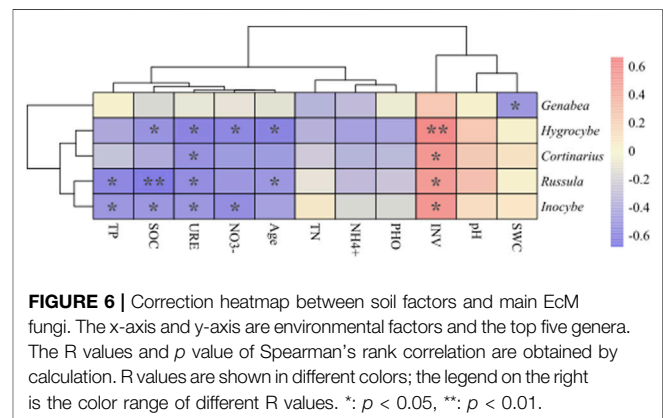 0.6
* Genabea
0.4
* * * * ** Hygrocybe
0.2
* * Cortinarius
0
* ** * * * Russula
-0.2
* * * * * Inocybe
-0.4
-0.6
TP SOC URE NO3- Age TN NH4+ PHO INV pH SWC
FIGURE 6 | Correction heatmap between soil factors and main EcM
fungi. The x-axis and y-axis are environmental factors and the top five genera.
The R values and p value of Spearman's rank correlation are obtained by
calculation. R values are shown in different colors; the legend on the right
is the color range of different R values. *: p < 0.05, **: p < 0.01.